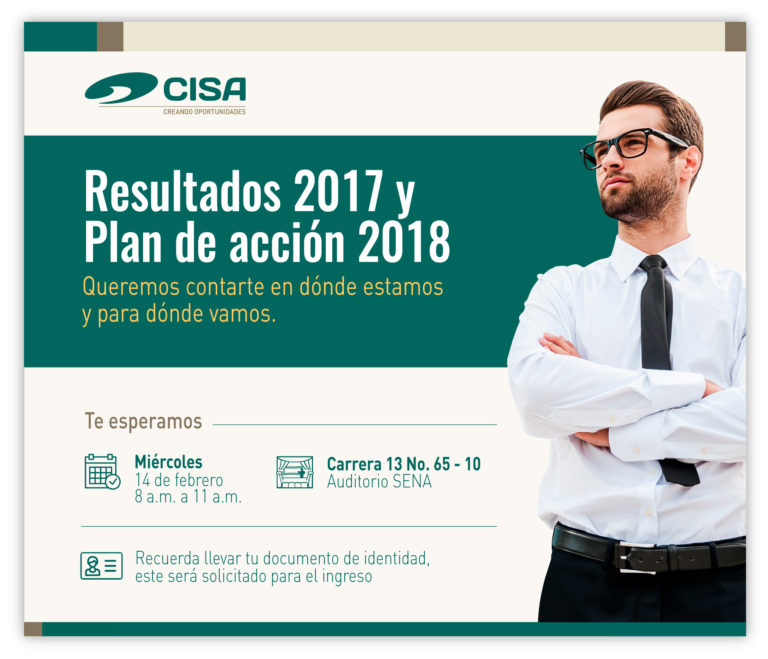 CISA
CREANDO OPORTUNIDADES
Resultados 2017 y
Plan de acción 2018
Queremos contarte en dónde estamos
y para dónde vamos.
Te esperamos
Miércoles
14 de febrero
8 a.m. a 11 a.m.
Carrera 13 No. 65 - 10
Auditorio SENA
Recuerda llevar tu documento de identidad,
este será solicitado para el ingreso